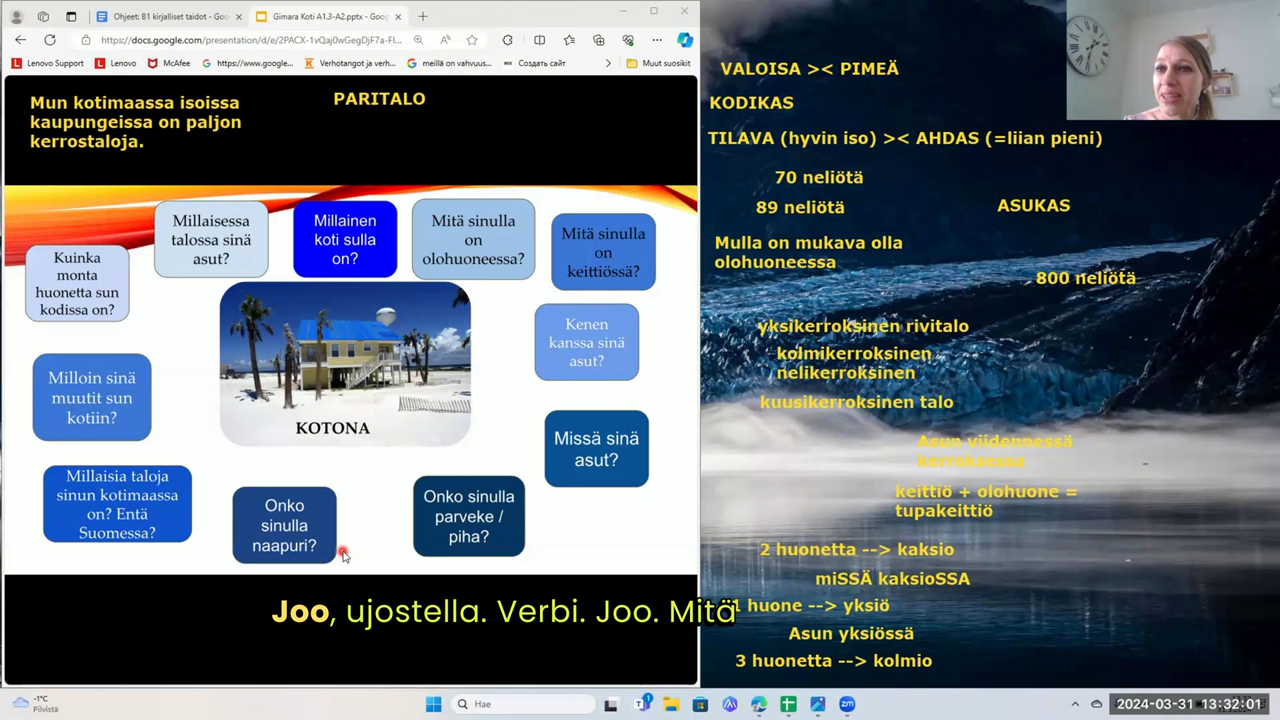 Ohjeet: B1 kirjalliset taidot - Goo
Gimara Koti A1.3-A2.pptx - Goo
https://docs.google.com/presentation/d/e/2PACX-1vQaj0wGegDjF7a-Fl...
Lenovo Support
Lenovo
McAfee
https://www.google...
Verhotangot ja verh...
meillä on vahvuus...
Создать сайт
Muut suosikit
Mun kotimaassa isoissa
kaupungeissa on paljon
kerrostaloja.
PARITALO
Kuinka
monta
huonetta sun
kodissa on?
Millaisessa
talossa sinä
asut?
Millainen
koti sulla
on?
Mitä sinulla
on
olohuoneessa?
Mitä sinulla
on
keittiössä?
Kenen
kanssa sinä
asut?
Milloin sinä
muutit sun
kotiin?
KOTONA
Missä sinä
asut?
Millaisia taloja
sinun kotimaassa
on? Entä
Suomessa?
Onko
sinulla
naapuri?
Onko sinulla
parveke /
piha?
VALOISA >< PIMEÄ
KODIKAS
TILAVA (hyvin iso) >< AHDAS (=liian pieni)
70 neliötä
89 neliötä
ASUKAS
Mulla on mukava olla
olohuoneessa
800 neliötä
yksikerroksinen rivitalo
kolmikerroksinen
nelikerroksinen
kuusikerroksinen talo
Asun viidennessä
kerroksessa
keittiö + olohuone =
tupakeittiö
2 huonetta --> kaksio
miSSÄ kaksioSSA
1 huone --> yksiö
Asun yksiössä
3 huonetta --> kolmio
Joo, ujostella. Verbi. Joo. Mitä
-1°C
Pilvistä
Hae
2024-03-31 13:32:01